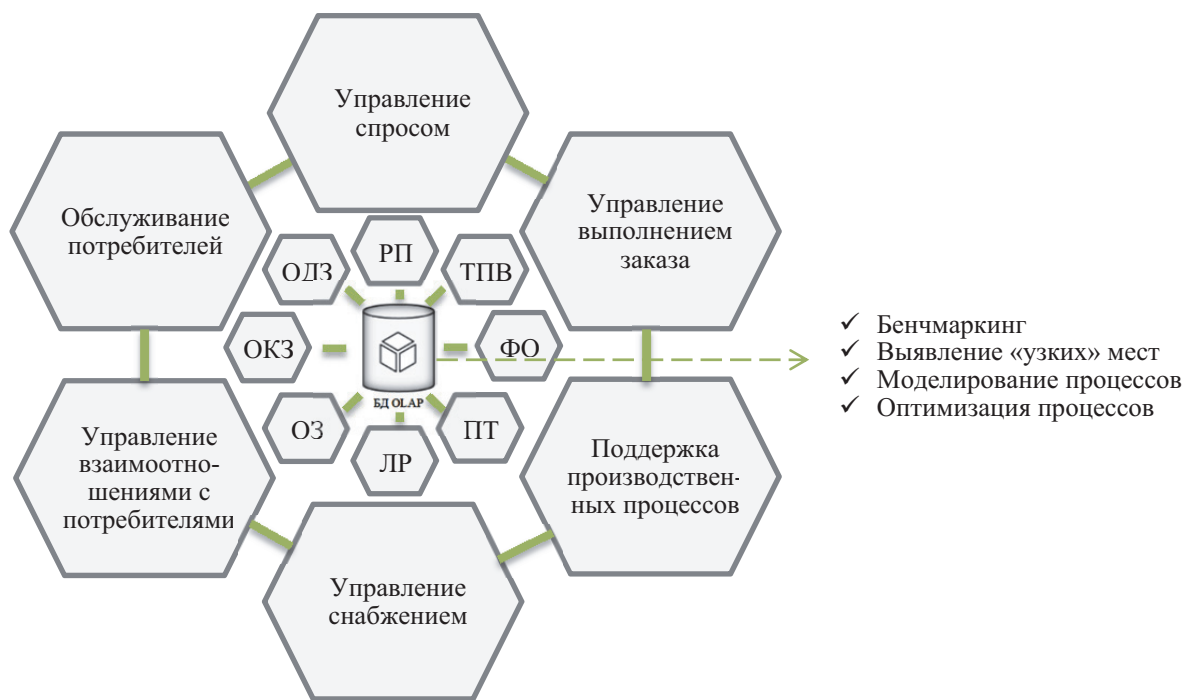 Управление
спросом
Обслуживание
потребителей
Управление
выполнением
заказа
РП
ОДЗ
ТПВ
ОКЗ
ФО
БД OLAP
ОЗ
ПТ
ЛР
Управление
взаимоотно-
шениями с
потребителями
Поддержка
производствен-
ных процессов
Управление
снабжением
✓ Бенчмаркинг
✓ Выявление «узких» мест
✓ Моделирование процессов
✓ Оптимизация процессов